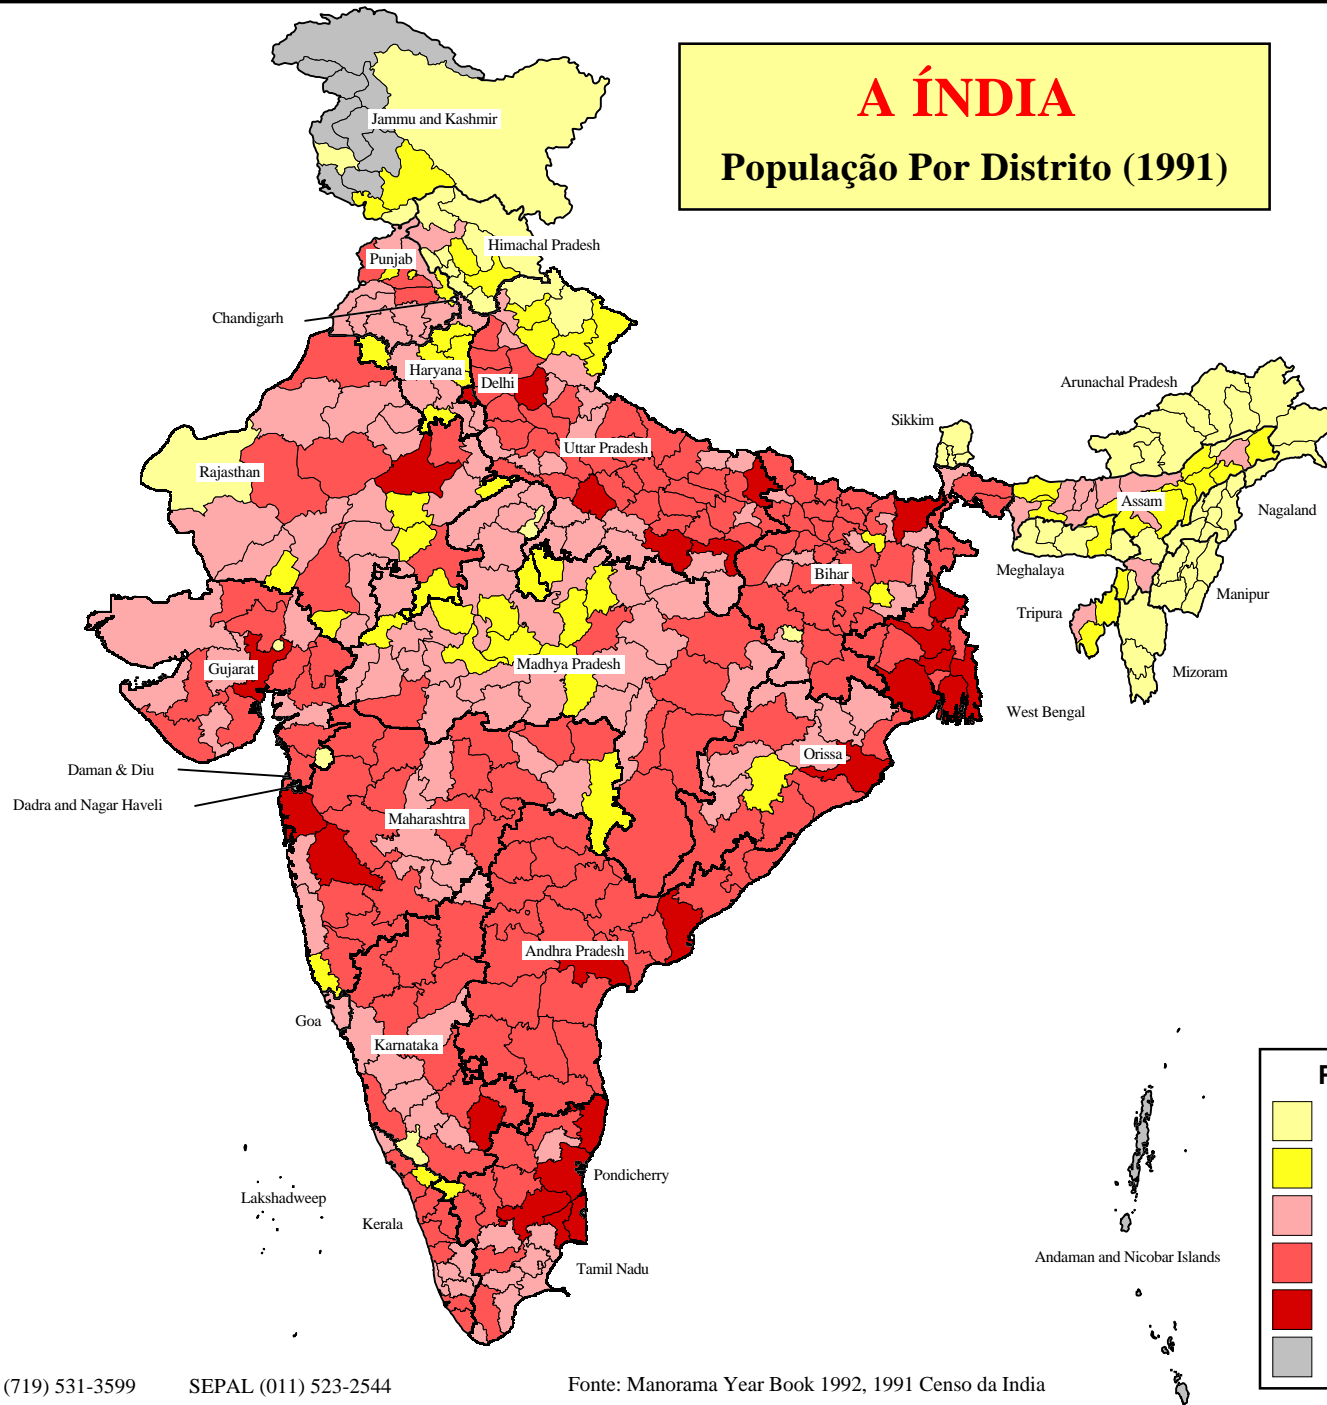 A ÍNDIA
População Por Distrito (1991)
Jammu and Kashmir
Himachal Pradesh
Punjab
Chandigarh
Haryana
Delhi
Arunachal Pradesh
Sikkim
Uttar Pradesh
Rajasthan
Assam
Nagaland
Meghalaya
Bihar
Manipur
Tripura
Gujarat
Madhya Pradesh
Mizoram
West Bengal
Orissa
Daman & Diu
Dadra and Nagar Haveli
Maharashtra
Andhra Pradesh
Goa
Karnataka
Pondicherry
Lakshadweep
Kerala
Andaman and Nicobar Islands
Tamil Nadu
(719) 531-3599 SEPAL (011) 523-2544 Fonte: Manorama Year Book 1992, 1991 Censo da India